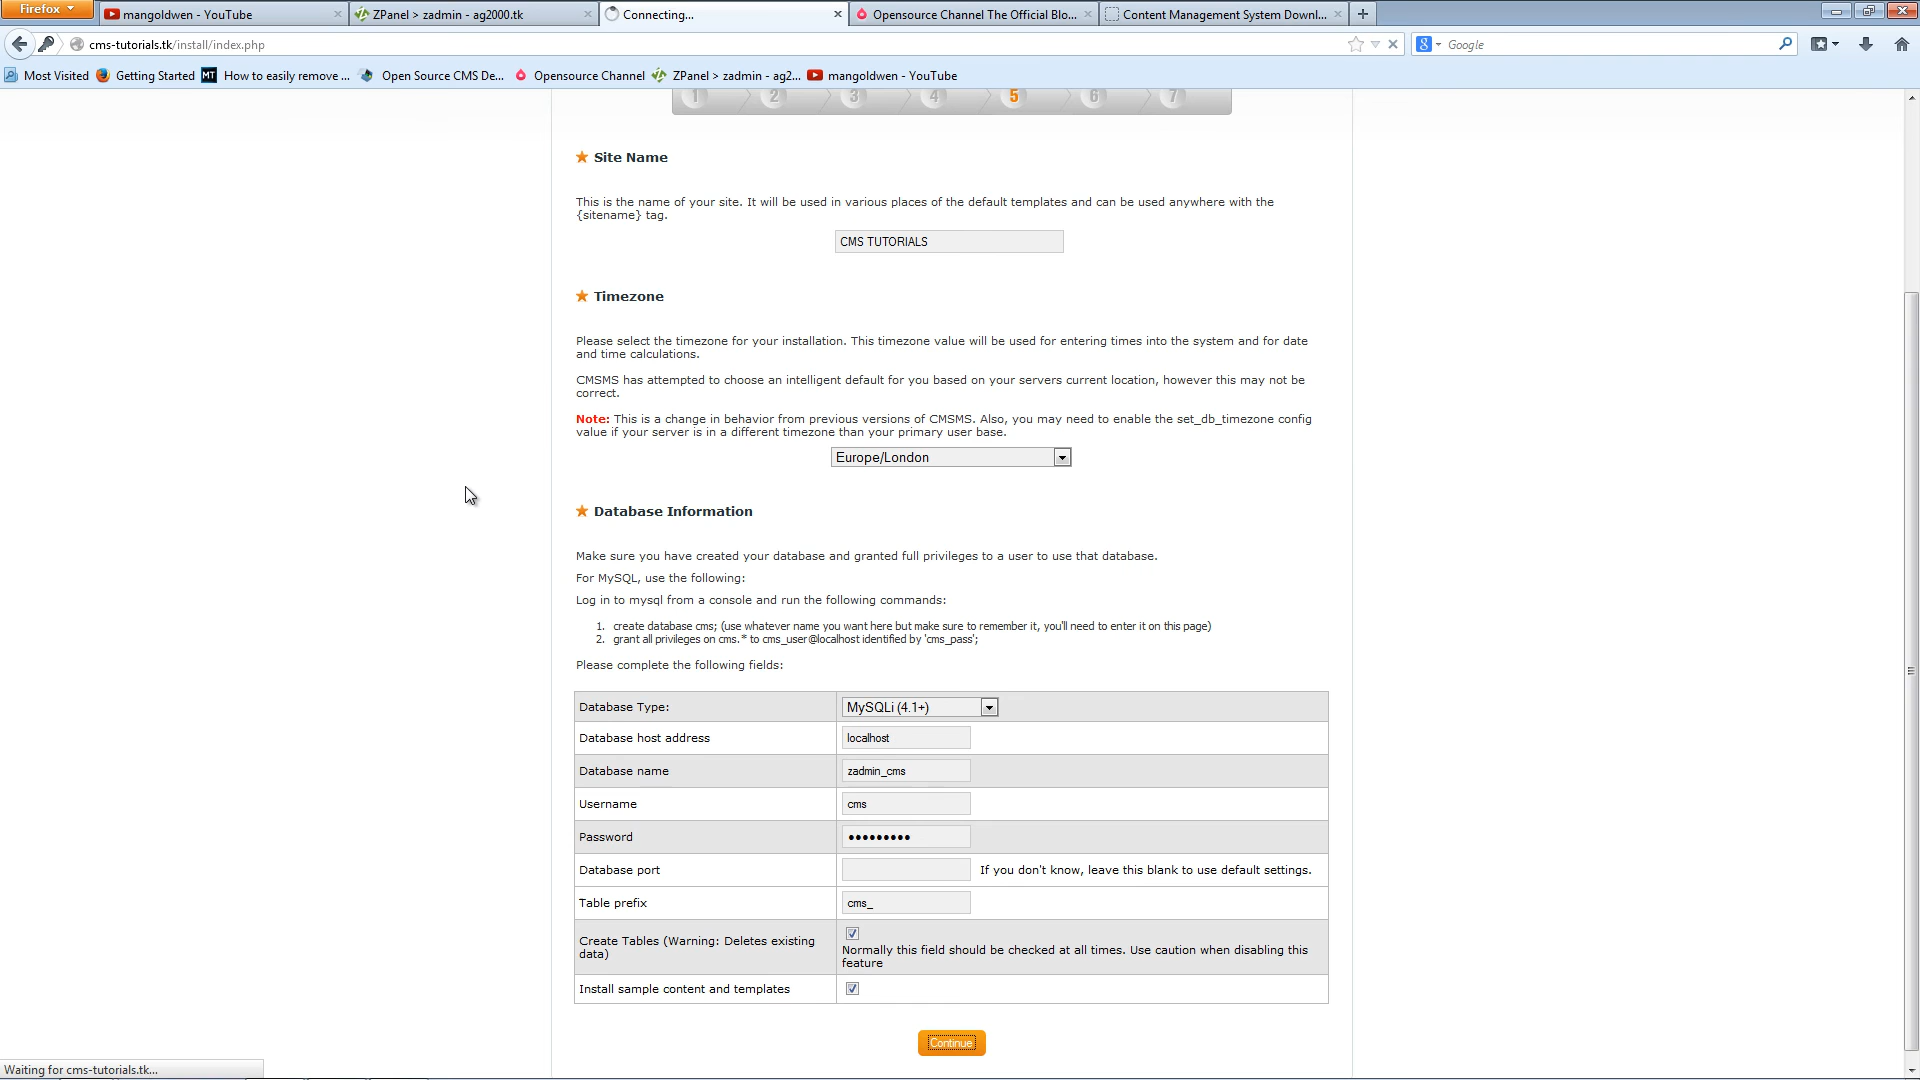 Firefox
mangoldwen - YouTube
ZPanel > zadmin - ag2000.tk
Connecting...
Opensource Channel The Official Blo...
Content Management System Downl...
cms-tutorials.tk/install/index.php
Google
Most Visited
Getting Started
MT
How to easily remove ...
Open Source CMS De...
Opensource Channel
ZPanel > zadmin - ag2...
mangoldwen - YouTube
1 2 3 4 5 6 7
Site Name
This is the name of your site. It will be used in various places of the default templates and can be used anywhere with the
{sitename} tag.
CMS TUTORIALS
Timezone
Please select the timezone for your installation. This timezone value will be used for entering times into the system and for date
and time calculations.
CMSMS has attempted to choose an intelligent default for you based on your servers current location, however this may not be
correct.
Note: This is a change in behavior from previous versions of CMSMS. Also, you may need to enable the set_db_timezone config
value if your server is in a different timezone than your primary user base.
Europe/London
Database Information
Make sure you have created your database and granted full privileges to a user to use that database.
For MySQL, use the following:
Log in to mysql from a console and run the following commands:
1. create database cms; (use whatever name you want here but make sure to remember it, you'll need to enter it on this page)
2. grant all privileges on cms.* to cms_user@localhost identified by 'cms_pass';
Please complete the following fields:
Database Type: MySQLi (4.1+)
Database host address localhost
Database name zadmin_cms
Username cms
Password •••••••••
Database port If you don't know, leave this blank to use default settings.
Table prefix cms_
Create Tables (Warning: Deletes existing
data)
Normally this field should be checked at all times. Use caution when disabling this
feature
Install sample content and templates
Continue
Waiting for cms-tutorials.tk...